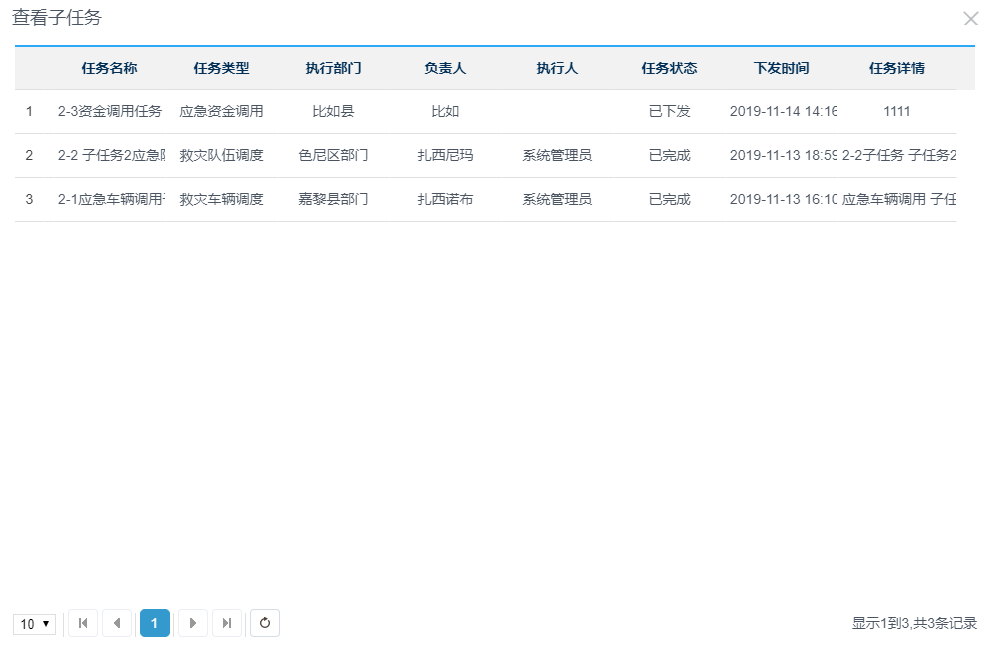 查看子任务
任务名称 任务类型 执行部门 负责人 执行人 任务状态 下发时间 任务详情
1 2-3资金调用任务 应急资金调用 比如县 比如 已下发 2019-11-14 14:16 1111
2 2-2 子任务2应急 救灾队伍调度 色尼区部门 扎西尼玛 系统管理员 已完成 2019-11-13 18:59 2-2子任务 子任务2
3 2-1应急车辆调用 救灾车辆调度 嘉黎县部门 扎西诺布 系统管理员 已完成 2019-11-13 16:10 应急车辆调用 子任
10 1 显示1到3,共3条记录